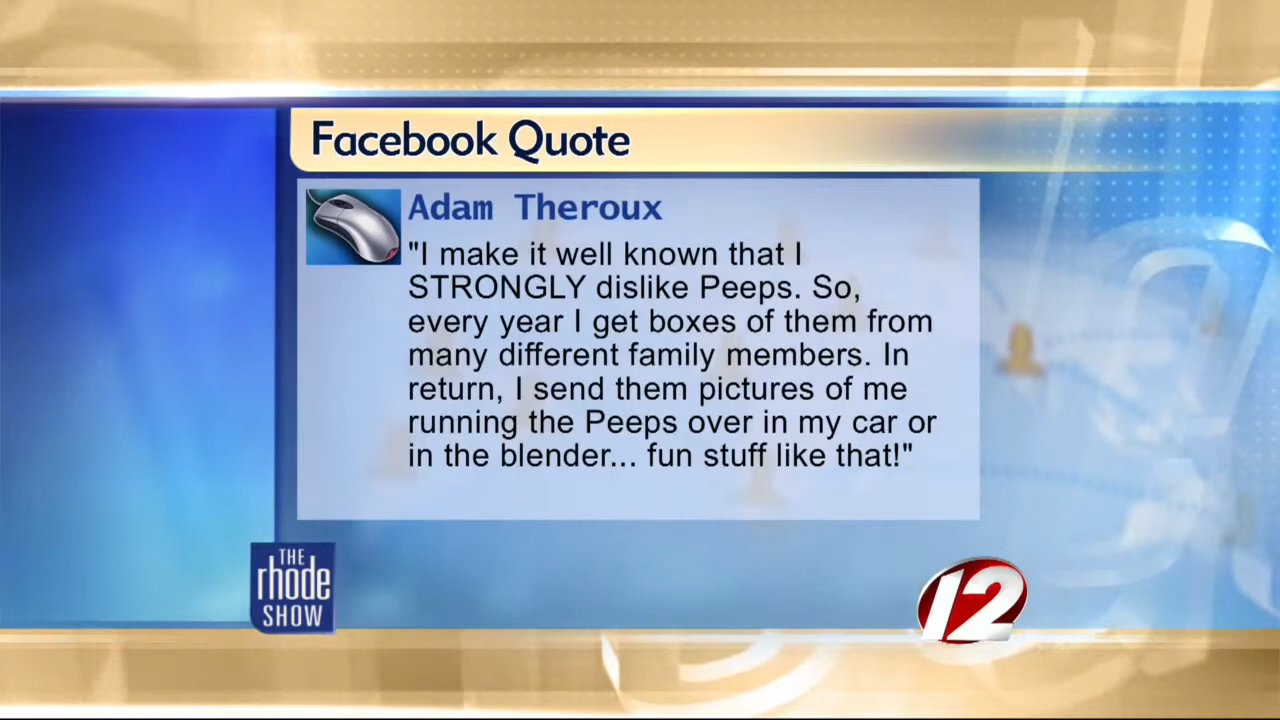 Facebook Quote
Adam Theroux
"I make it well known that I
STRONGLY dislike Peeps. So,
every year I get boxes of them from
many different family members. In
return, I send them pictures of me
running the Peeps over in my car or
in the blender... fun stuff like that!"
THE
rhode
SHOW
12